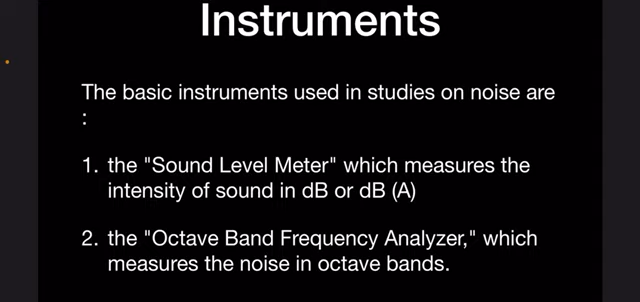 Instruments
The basic instruments used in studies on noise are
:
1. the "Sound Level Meter" which measures the
intensity of sound in dB or dB (A)
2. the "Octave Band Frequency Analyzer," which
measures the noise in octave bands.